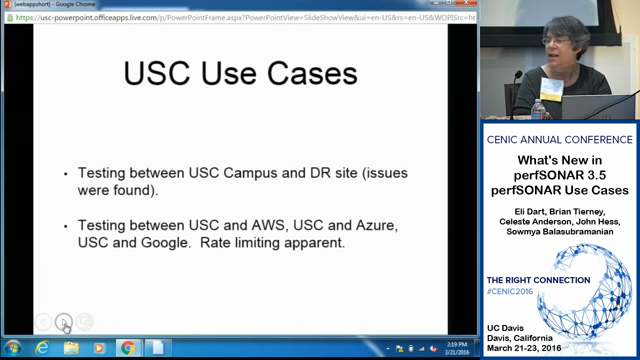 [webappshort] - Google Chrome
https://usc-powerpoint.officeapps.live.com/p/PowerPointFrame.aspx?PowerPointView=SlideShowView&ui=en-US&rs=en-US&WOPISrc=ht
USC Use Cases
• Testing between USC Campus and DR site (issues
were found).
• Testing between USC and AWS, USC and Azure,
USC and Google. Rate limiting apparent.
2:19 PM
3/21/2016
CENIC ANNUAL CONFERENCE
What's New in
perfSONAR 3.5
perfSONAR Use Cases
Eli Dart, Brian Tierney,
Celeste Anderson, John Hess,
Sowmya Balasubramanian
THE RIGHT CONNECTION
#CENIC2016
UC Davis
Davis, California
March 21-23, 2016